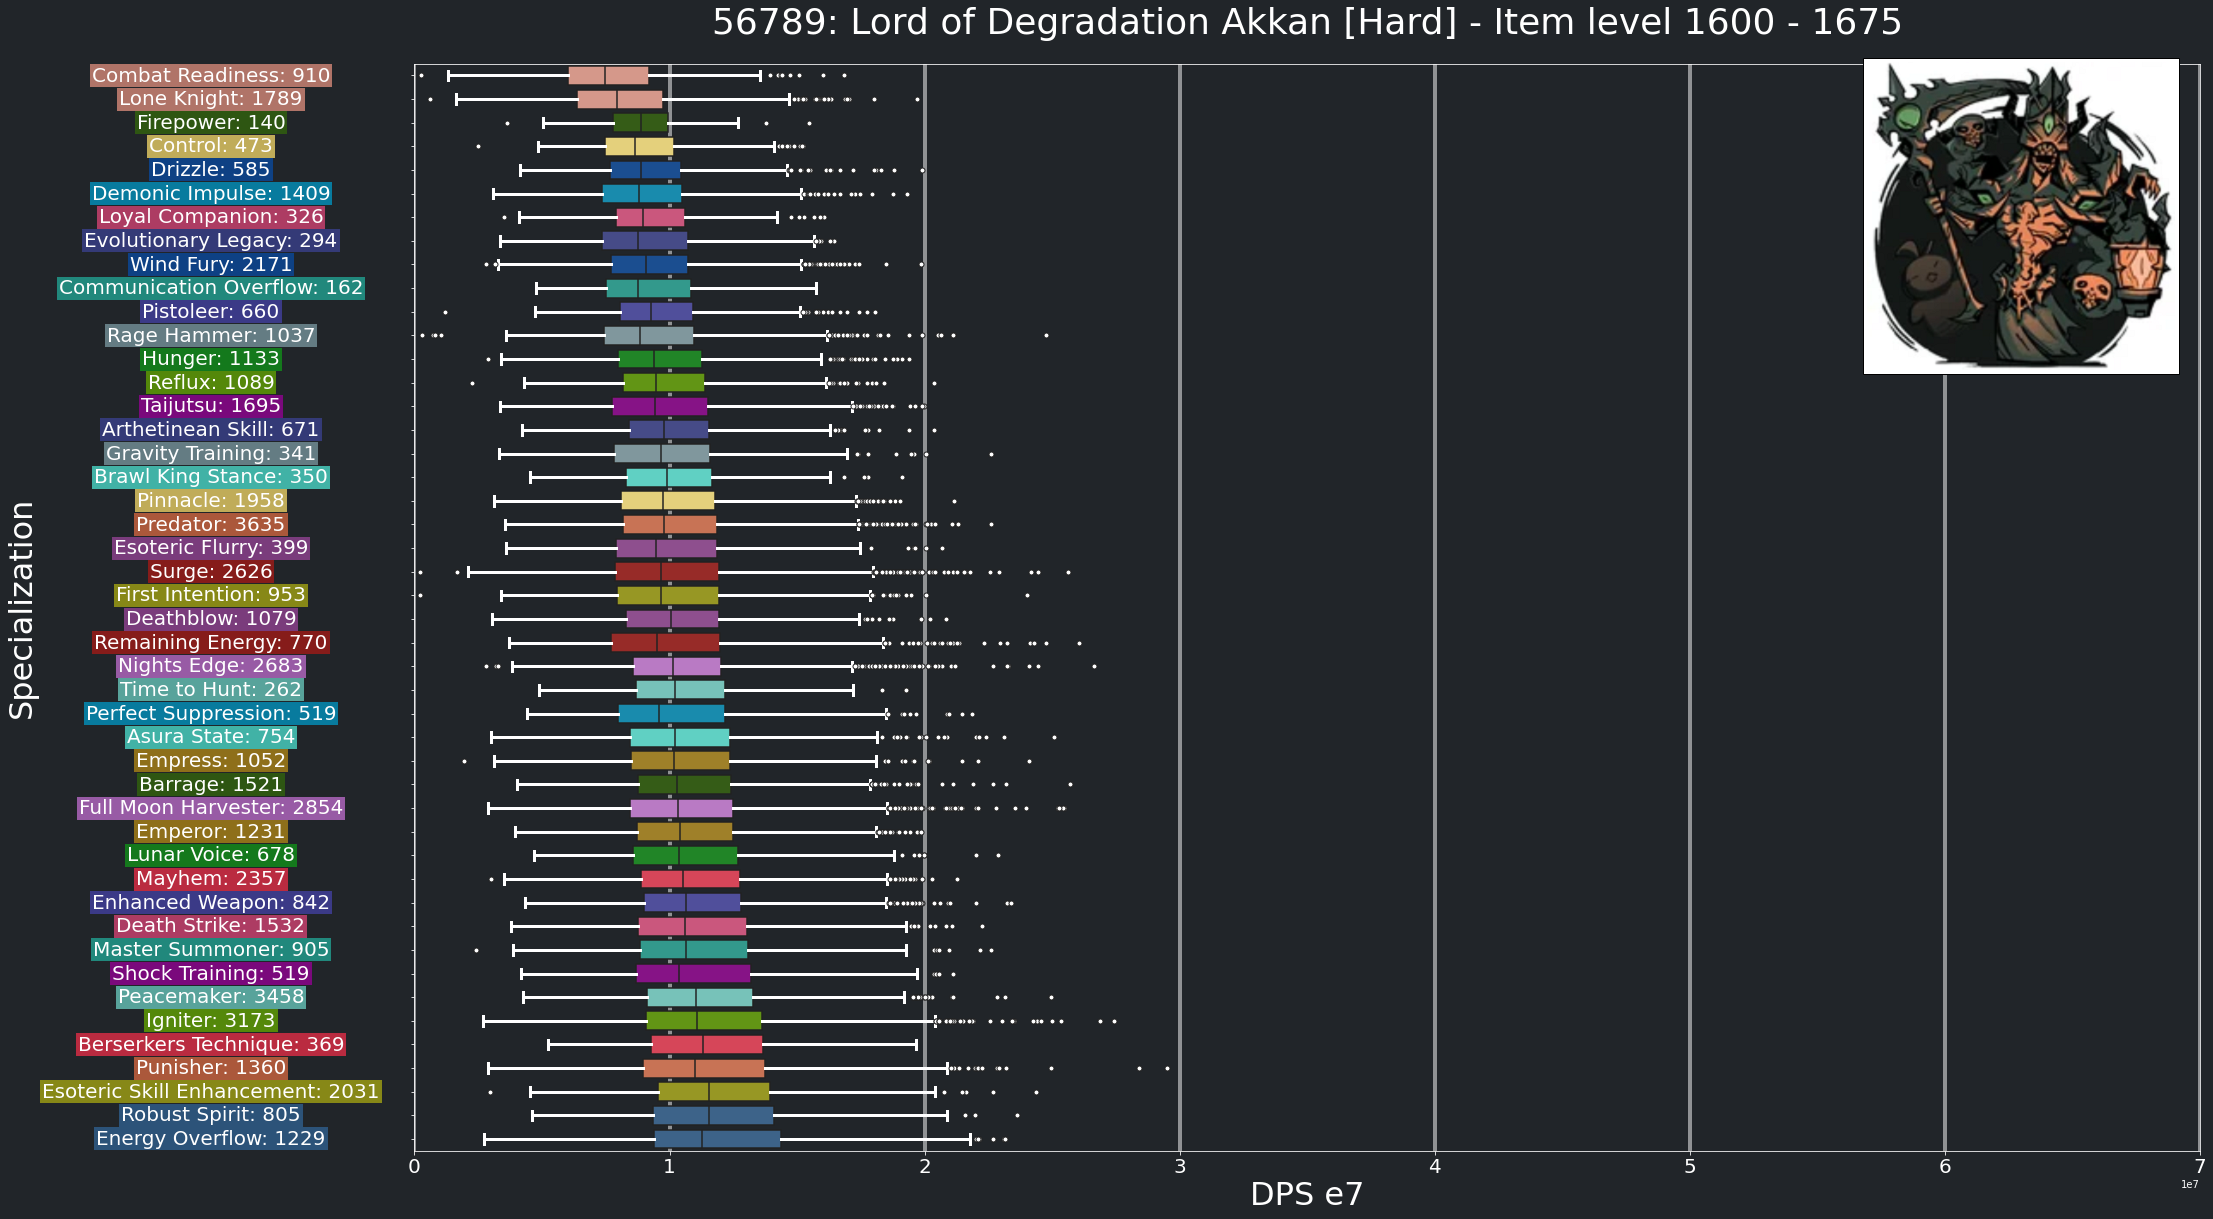 56789: Lord of Degradation Akkan [Hard] - Item level 1600 - 1675
Combat Readiness: 910
Lone Knight: 1789
Firepower: 140
Control: 473
Drizzle: 585
Demonic Impulse: 1409
Loyal Companion: 326
Evolutionary Legacy: 294
Wind Fury: 2171
Communication Overflow: 162
Pistoleer: 660
Rage Hammer: 1037
Hunger: 1133
Reflux: 1089
Taijutsu: 1695
Arthetinean Skill: 671
Gravity Training: 341
Brawl King Stance: 350
Pinnacle: 1958
Predator: 3635
Esoteric Flurry: 399
Surge: 2626
First Intention: 953
Deathblow: 1079
Remaining Energy: 770
Nights Edge: 2683
Time to Hunt: 262
Perfect Suppression: 519
Asura State: 754
Empress: 1052
Barrage: 1521
Full Moon Harvester: 2854
Emperor: 1231
Lunar Voice: 678
Mayhem: 2357
Enhanced Weapon: 842
Death Strike: 1532
Master Summoner: 905
Shock Training: 519
Peacemaker: 3458
Igniter: 3173
Berserkers Technique: 369
Punisher: 1360
Esoteric Skill Enhancement: 2031
Robust Spirit: 805
Energy Overflow: 1229
Specialization
0 1 2 3 4 5 6 7
1e7
DPS e7